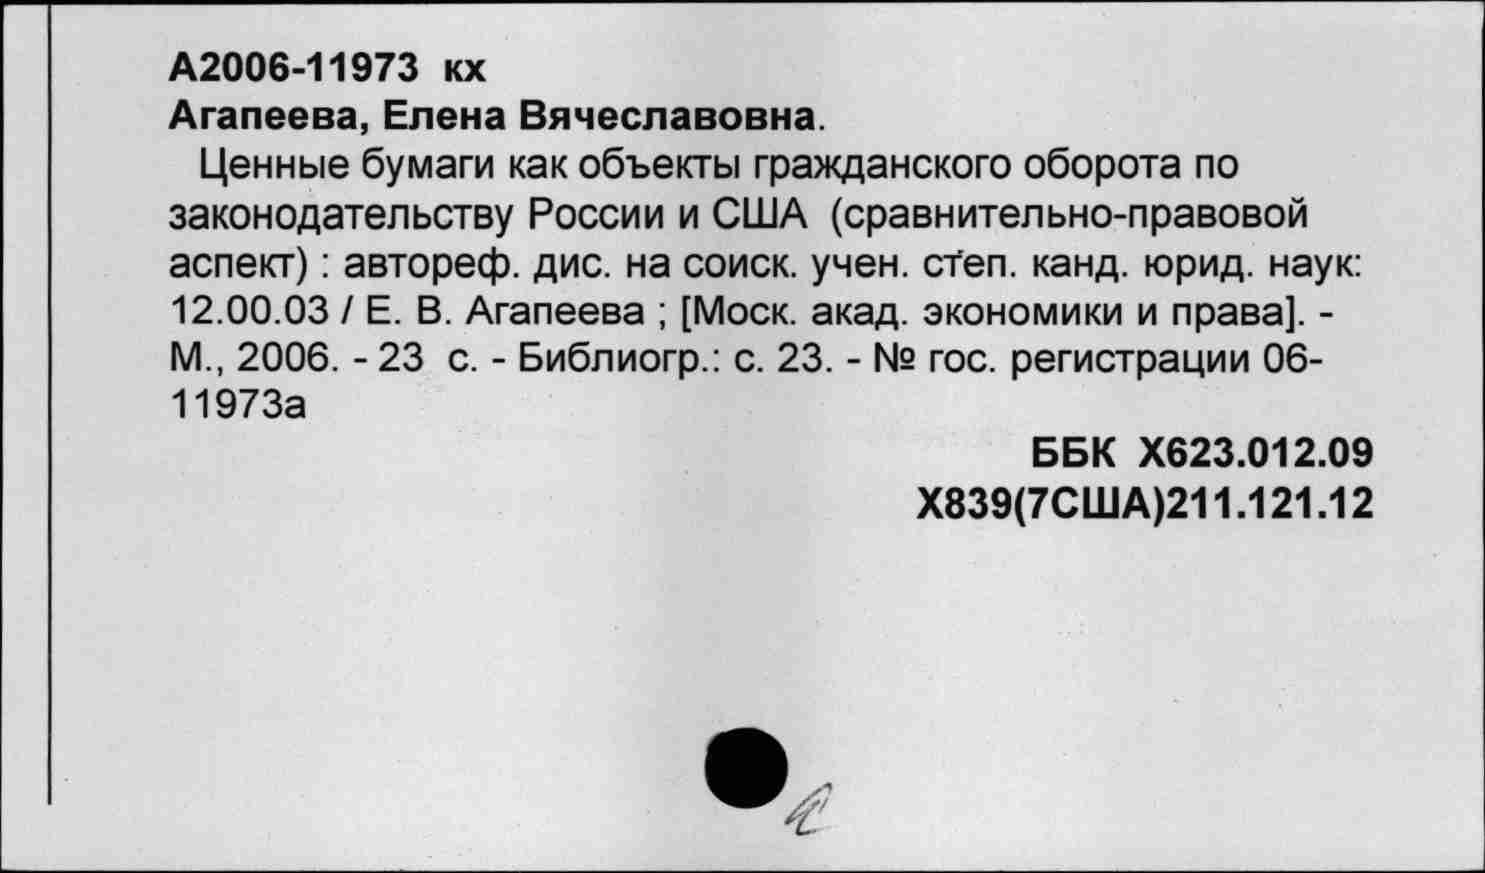 А2006-11973 кх
Агапеева, Елена Вячеславовна.
Ценные бумаги как объекты гражданского оборота по
законодательству России и США (сравнительно-правовой
аспект) : автореф. дис. на соиск. учен. степ. канд. юрид. наук:
12.00.03 / Е. В. Агапеева ; [Моск. акад. экономики и права]. -
М., 2006. - 23 с. - Библиогр.: с. 23. - № гос. регистрации 06-
11973а
ББК Х623.012.09
Х839(7США)211.121.12